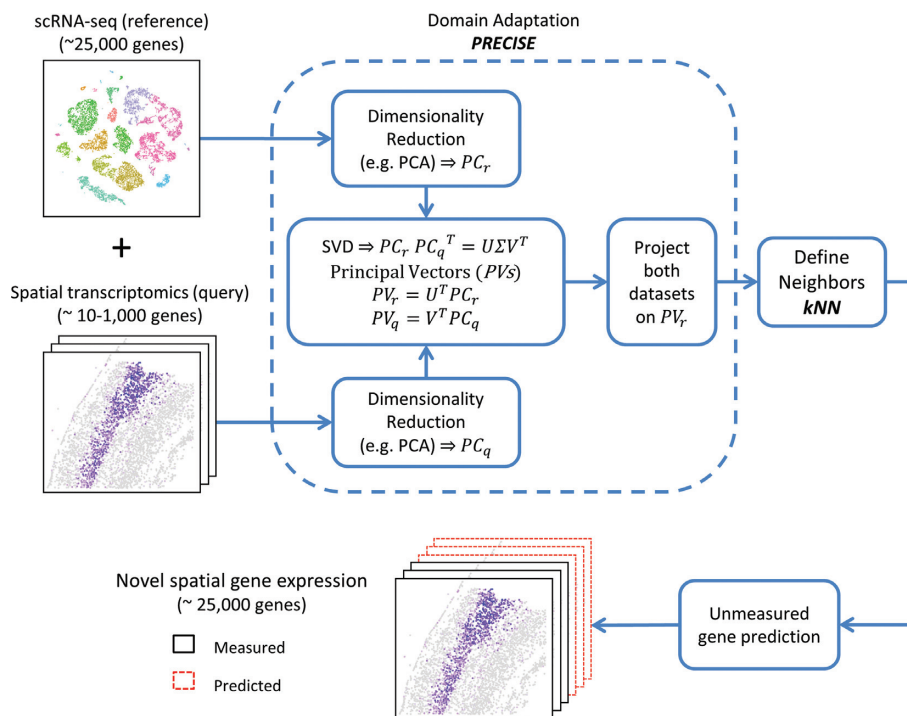 scRNA-seq (reference)
(~25,000 genes)
+
Spatial transcriptomics (query)
(~ 10-1,000 genes)
Domain Adaptation
PRECISE
Dimensionality
Reduction
(e.g. PCA) ⇒ PC_r
SVD ⇒ PC_r PC_q^T = UΣV^T
Principal Vectors (PVs)
PV_r = U^T PC_r
PV_q = V^T PC_q
Dimensionality
Reduction
(e.g. PCA) ⇒ PC_q
Project
both
datasets
on PV_r
Define
Neighbors
kNN
Unmeasured
gene prediction
Novel spatial gene expression
(~ 25,000 genes)
Measured
Predicted